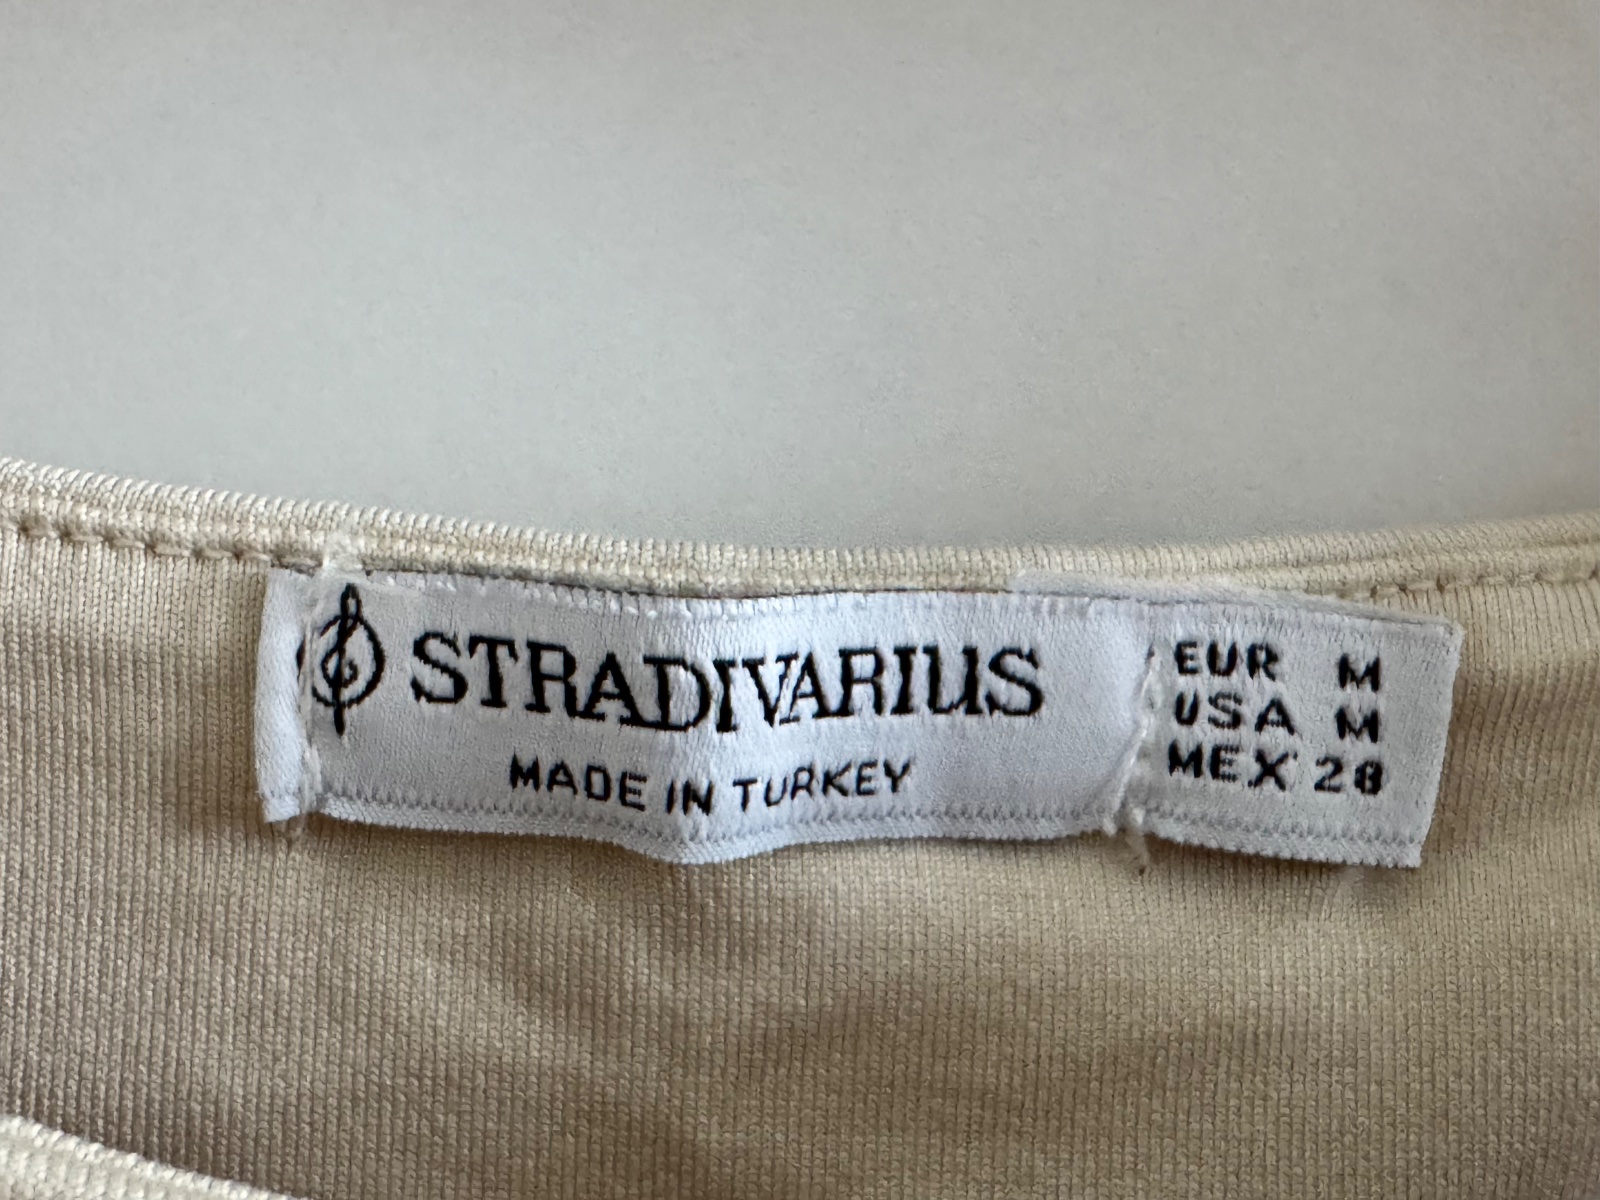 STRADIVARIUS
MADE IN TURKEY
EUR M
USA M
MEX 28